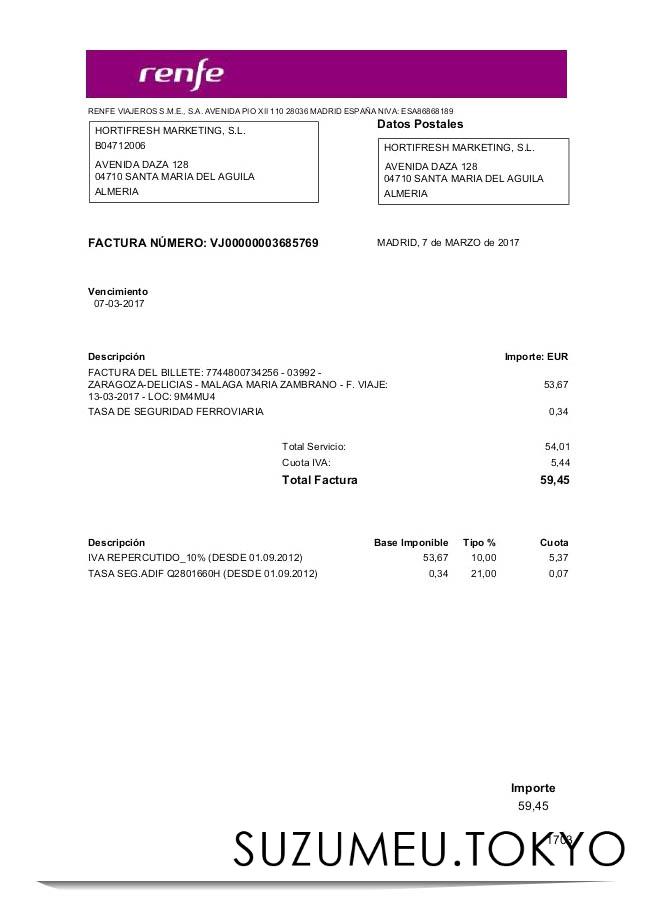 renfe
RENFE VIAJEROS S.M.E., S.A. AVENIDA PIO XII 110 28036 MADRID ESPAÑA NIVA: ESA86868189
HORTIFRESH MARKETING, S.L.
B04712006
AVENIDA DAZA 128
04710 SANTA MARIA DEL AGUILA
ALMERIA
Datos Postales
HORTIFRESH MARKETING, S.L.
AVENIDA DAZA 128
04710 SANTA MARIA DEL AGUILA
ALMERIA
FACTURA NÚMERO: VJ00000003685769
MADRID, 7 de MARZO de 2017
Vencimiento
07-03-2017
Descripción Importe: EUR
FACTURA DEL BILLETE: 7744800734256 - 03992 -
ZARAGOZA-DELICIAS - MALAGA MARIA ZAMBRANO - F. VIAJE: 53,67
13-03-2017 - LOC: 9M4MU4
TASA DE SEGURIDAD FERROVIARIA 0,34
Total Servicio: 54,01
Cuota IVA: 5,44
Total Factura 59,45
Descripción Base Imponible Tipo % Cuota
IVA REPERCUTIDO_10% (DESDE 01.09.2012) 53,67 10,00 5,37
TASA SEG.ADIF Q2801660H (DESDE 01.09.2012) 0,34 21,00 0,07
Importe
59,45
SUZUMEU.TOKYO